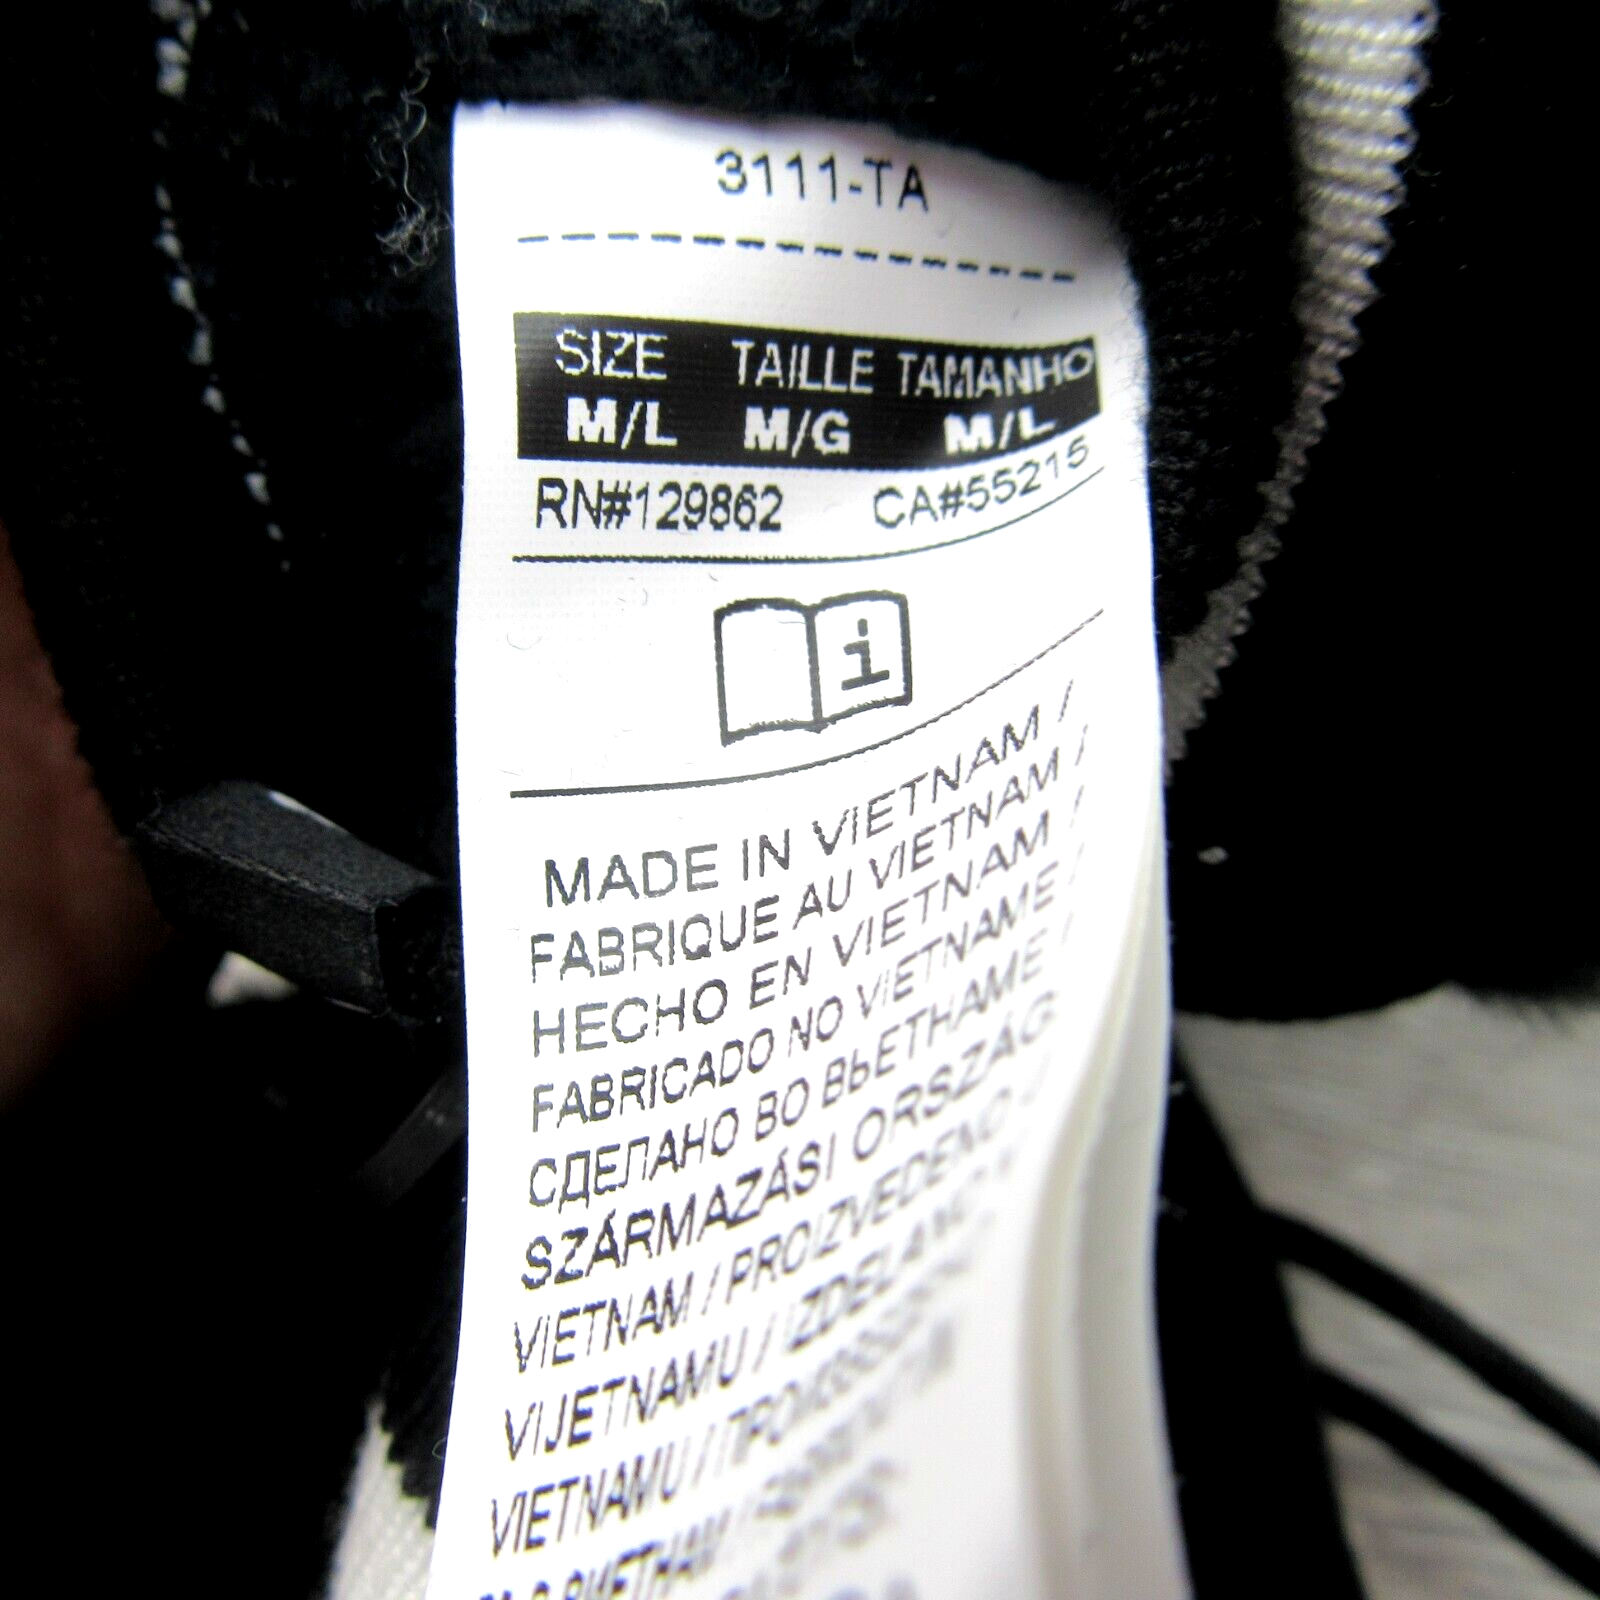 3111-TA
SIZE TAILLE TAMANHO
M/L M/G M/L
RN#129862 CA#55215
i
MADE IN VIETNAM /
FABRIQUE AU VIETNAM /
HECHO EN VIETNAM /
FABRICADO NO VIETNAME /
СДЕЛАНО ВО ВЬЕТНАМЕ /
SZÁRMAZÁSI ORSZÁG
VIETNAM / PROIZVEDENO U
VIJETNAMU / IZDELANO V
VIETNAMU /